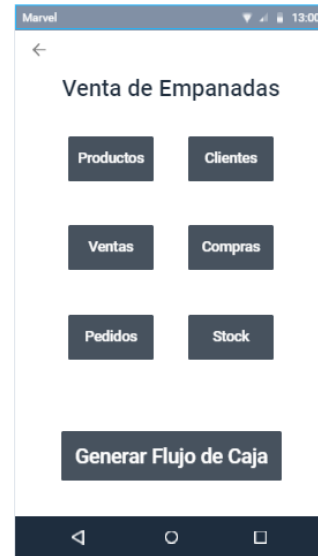 Marvel 13:00
Venta de Empanadas
Productos Clientes
Ventas Compras
Pedidos Stock
Generar Flujo de Caja